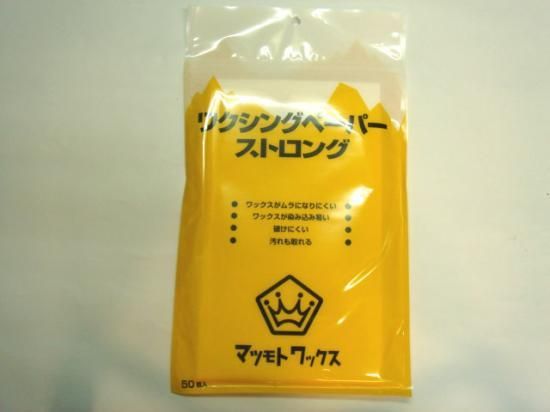 ワクシングペーパー
ストロング
● ワックスがムラになりにくい ●
● ワックスが染み込み易い ●
● 破けにくい ●
● 汚れも取れる ●
マツモトワックス
50枚入